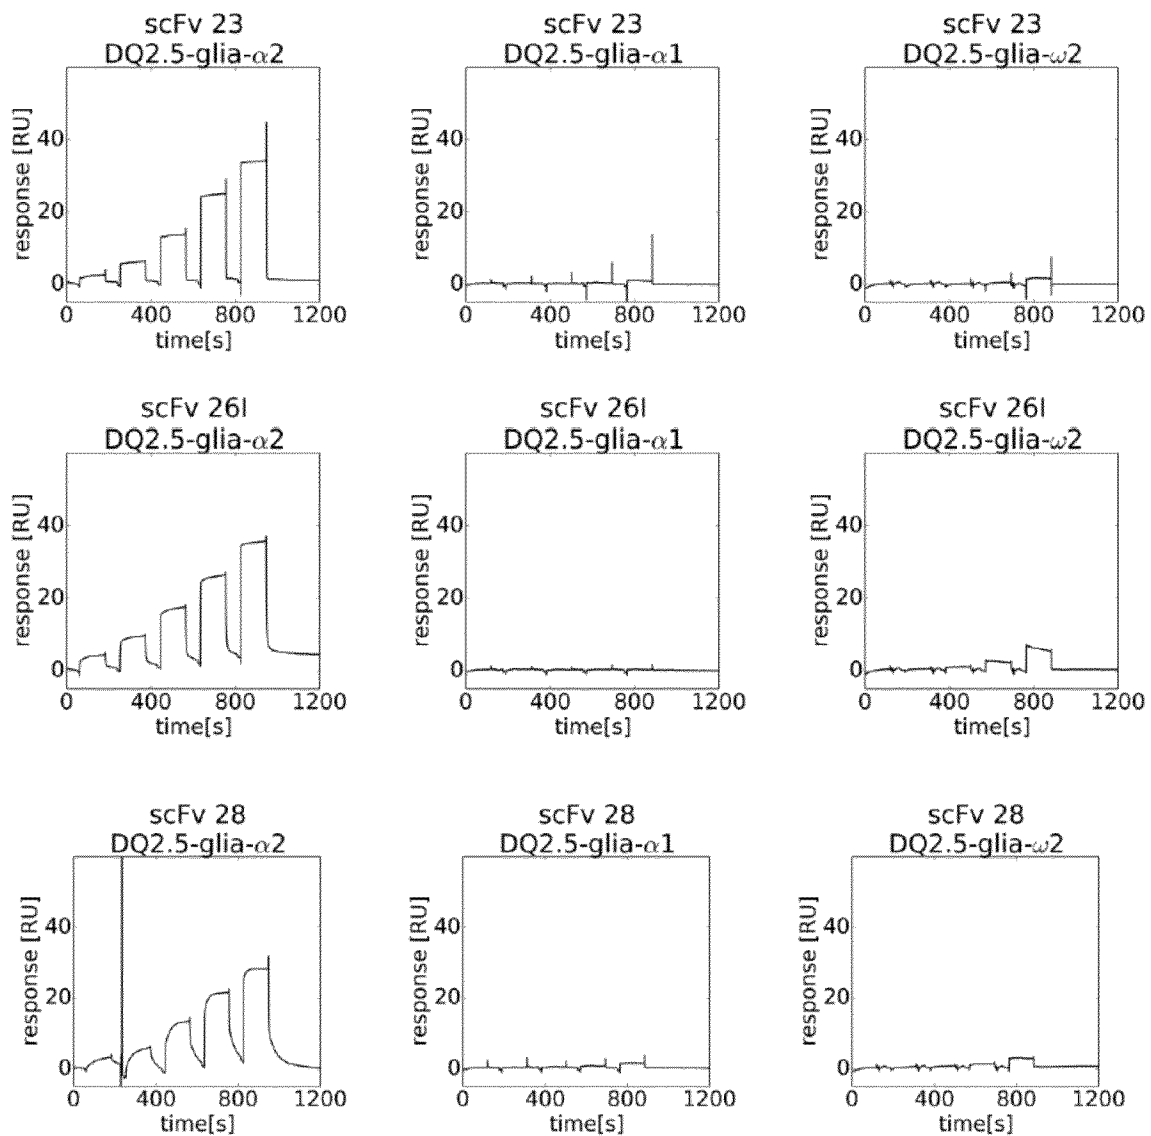 scFv 23
DQ2.5-glia-α2
response [RU]
40
20
0
0 400 800 1200
time[s]
scFv 23
DQ2.5-glia-α1
response [RU]
40
20
0
0 400 800 1200
time[s]
scFv 23
DQ2.5-glia-ω2
response [RU]
40
20
0
0 400 800 1200
time[s]
scFv 26I
DQ2.5-glia-α2
response [RU]
40
20
0
0 400 800 1200
time[s]
scFv 26I
DQ2.5-glia-α1
response [RU]
40
20
0
0 400 800 1200
time[s]
scFv 26I
DQ2.5-glia-ω2
response [RU]
40
20
0
0 400 800 1200
time[s]
scFv 28
DQ2.5-glia-α2
response [RU]
40
20
0
0 400 800 1200
time[s]
scFv 28
DQ2.5-glia-α1
response [RU]
40
20
0
0 400 800 1200
time[s]
scFv 28
DQ2.5-glia-ω2
response [RU]
40
20
0
0 400 800 1200
time[s]